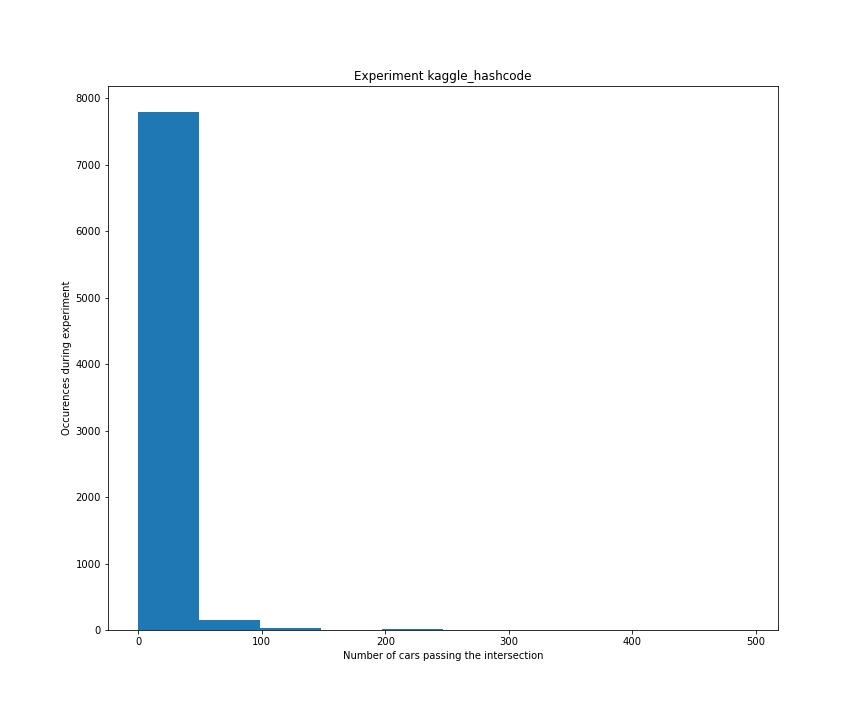 Experiment kaggle_hashcode
8000
7000
6000
5000
4000
3000
2000
1000
0
Occurences during experiment
0 100 200 300 400 500
Number of cars passing the intersection